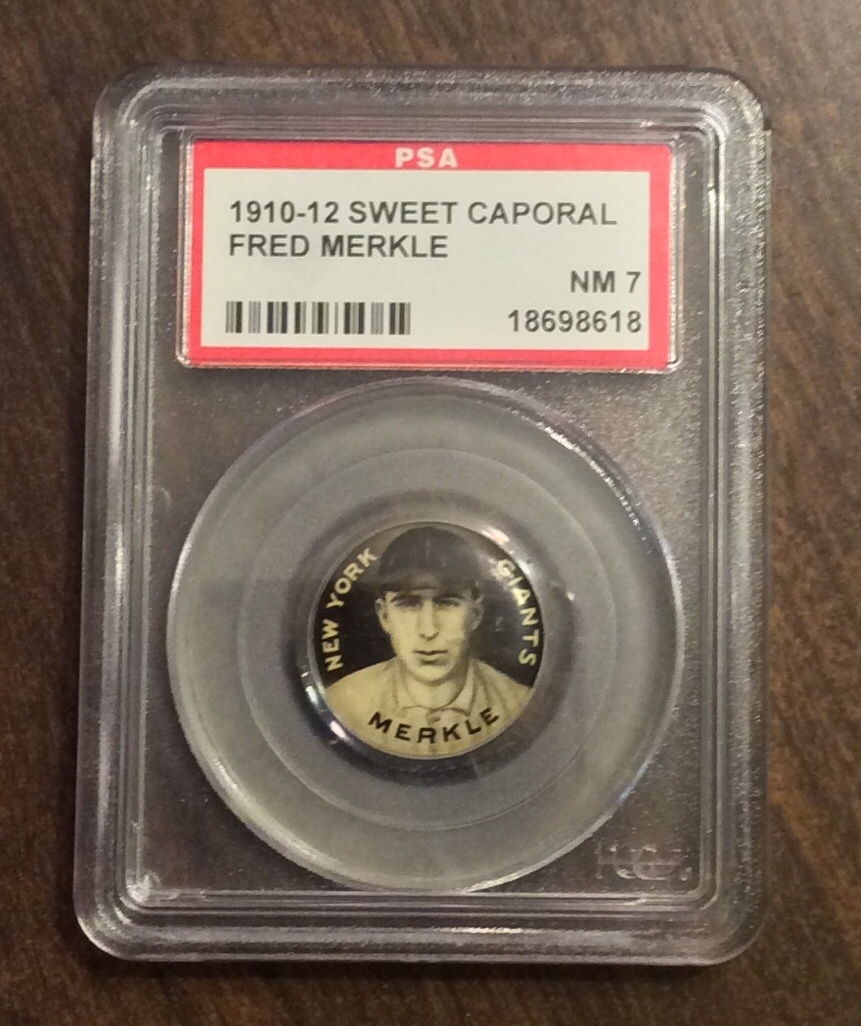 PSA
1910-12 SWEET CAPORAL
FRED MERKLE
NM 7
18698618
NEW YORK
GIANTS
MERKLE